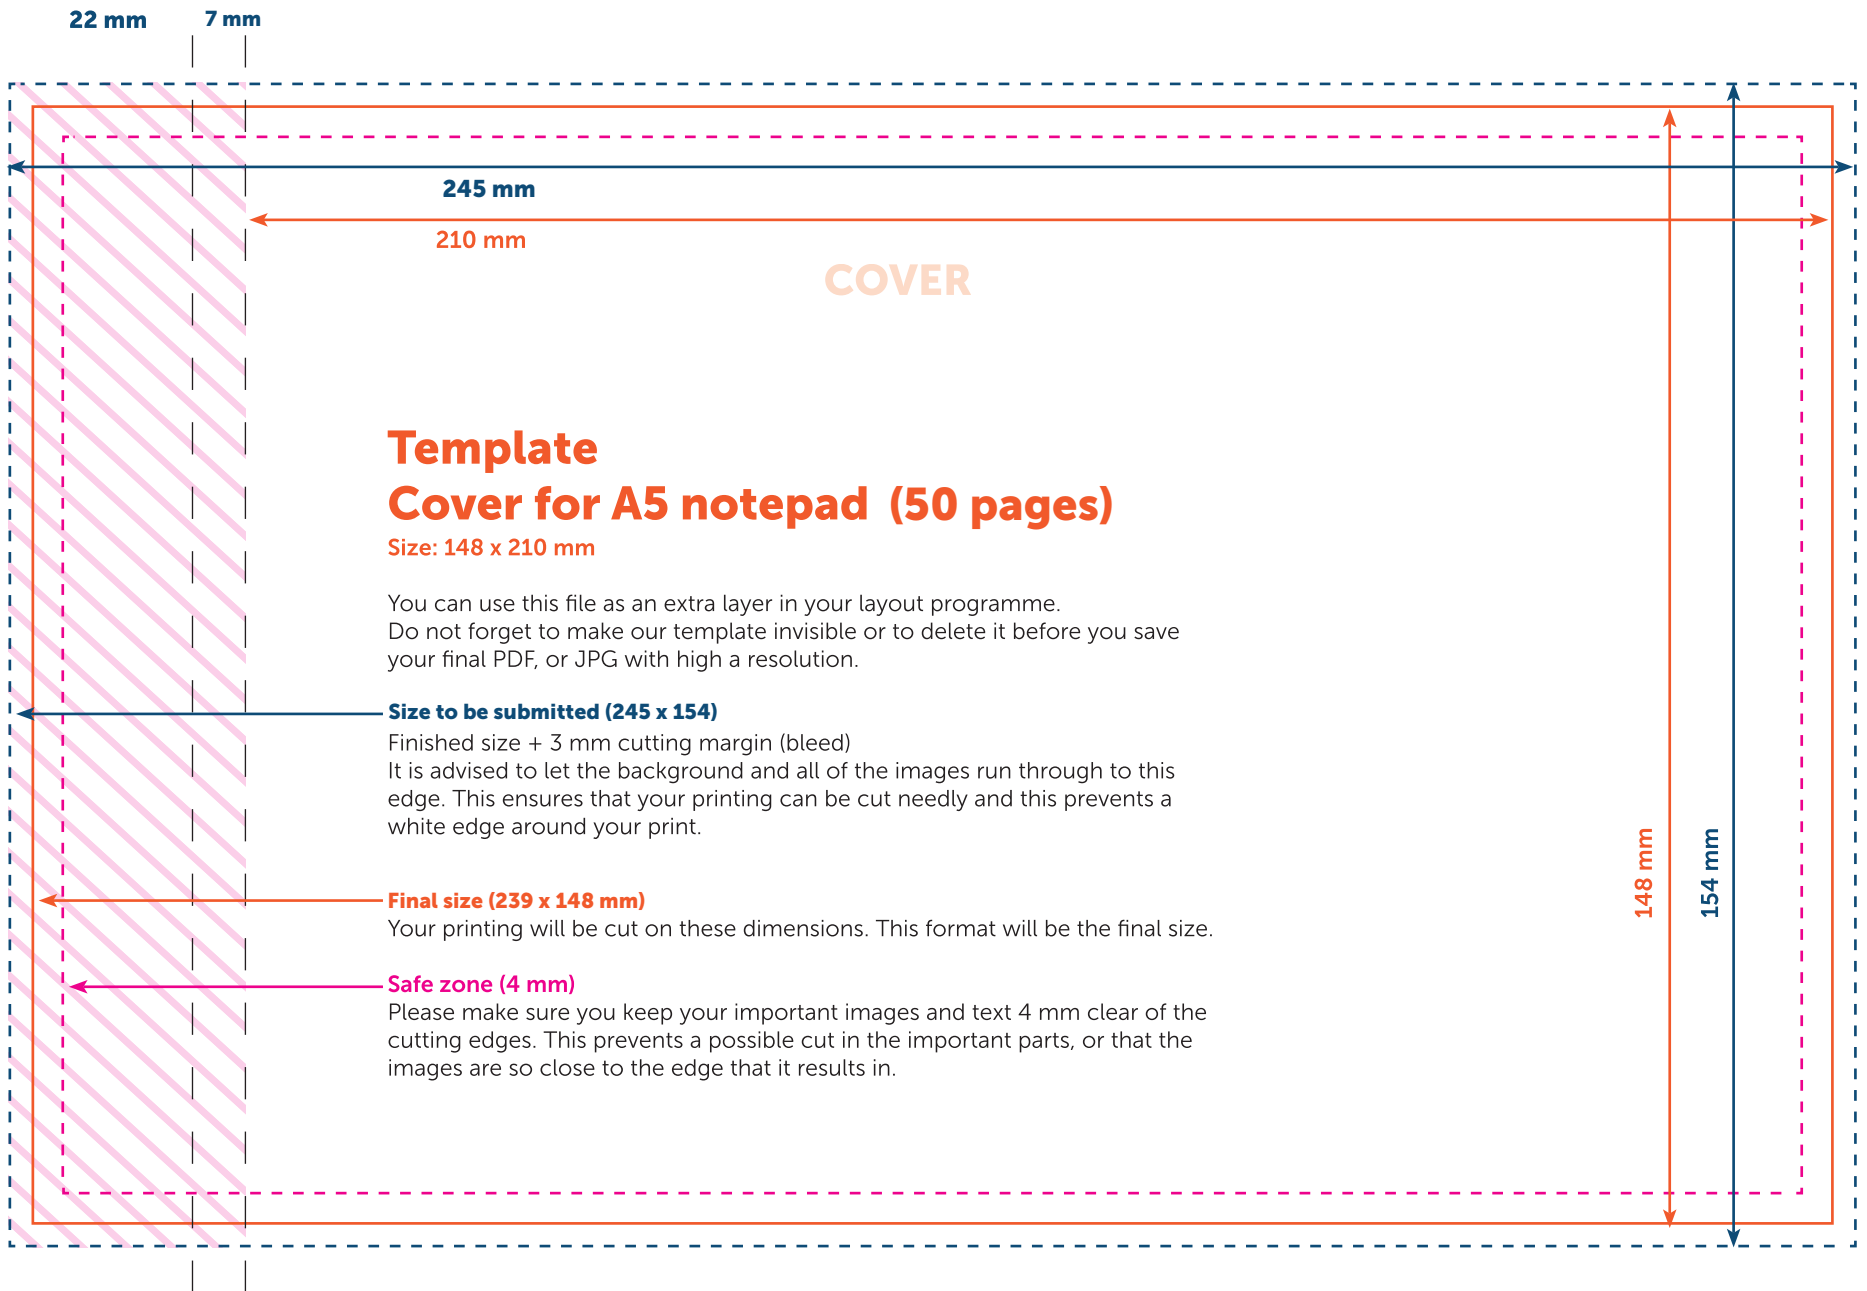 22 mm
7 mm
245 mm
210 mm
COVER
Template
Cover for A5 notepad (50 pages)
Size: 148 x 210 mm
You can use this file as an extra layer in your layout programme.
Do not forget to make our template invisible or to delete it before you save
your final PDF, or JPG with high a resolution.
Size to be submitted (245 x 154)
Finished size + 3 mm cutting margin (bleed)
It is advised to let the background and all of the images run through to this
edge. This ensures that your printing can be cut needly and this prevents a
white edge around your print.
Final size (239 x 148 mm)
Your printing will be cut on these dimensions. This format will be the final size.
Safe zone (4 mm)
Please make sure you keep your important images and text 4 mm clear of the
cutting edges. This prevents a possible cut in the important parts, or that the
images are so close to the edge that it results in.
148 mm
154 mm